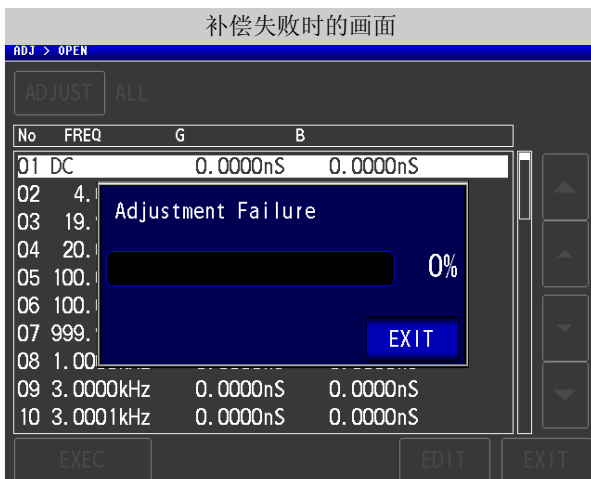 补偿失败时的画面
ADJ > OPEN
ADJUST ALL
No FREQ G B
01 DC 0.0000nS 0.0000nS
02 4.
03 19.
04 20.
05 100.
06 100.
07 999.
08 1.00
09 3.0000kHz 0.0000nS 0.0000nS
10 3.0001kHz 0.0000nS 0.0000nS
Adjustment Failure
0%
EXIT
EXEC EDIT EXIT